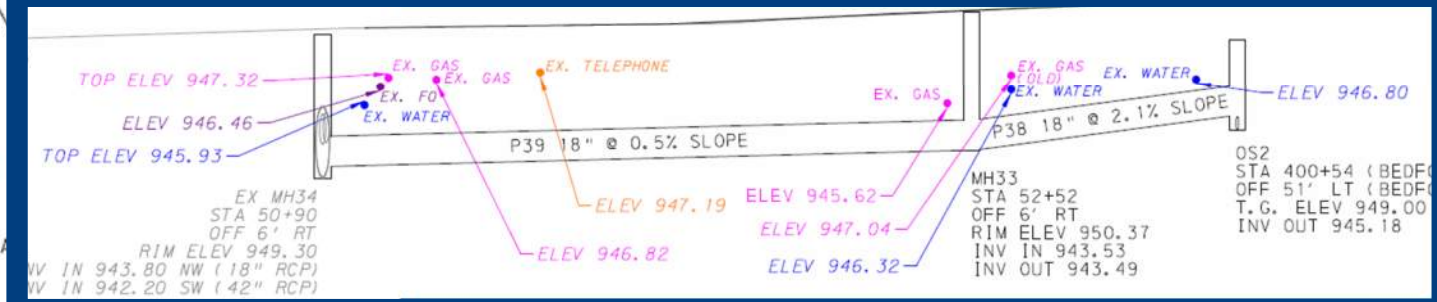 TOP ELEV 947.32
EX. GAS
EX. GAS
EX. TELEPHONE
EX. FO
ELEV 946.46
EX. WATER
TOP ELEV 945.93
P39 18" @ 0.5% SLOPE
EX. GAS
EX. GAS
(OLD)
EX. WATER
EX. WATER
ELEV 946.80
P38 18" @ 2.1% SLOPE
EX MH34
STA 50+90
OFF 6' RT
RIM ELEV 949.30
NV IN 943.80 NW (18" RCP)
NV IN 942.20 SW (42" RCP)
ELEV 946.82
ELEV 947.19
ELEV 945.62
ELEV 947.04
ELEV 946.32
MH33
STA 52+52
OFF 6' RT
RIM ELEV 950.37
INV IN 943.53
INV OUT 943.49
OS2
STA 400+54 (BEDF
OFF 51' LT (BEDF
T.G. ELEV 949.00
INV OUT 945.18